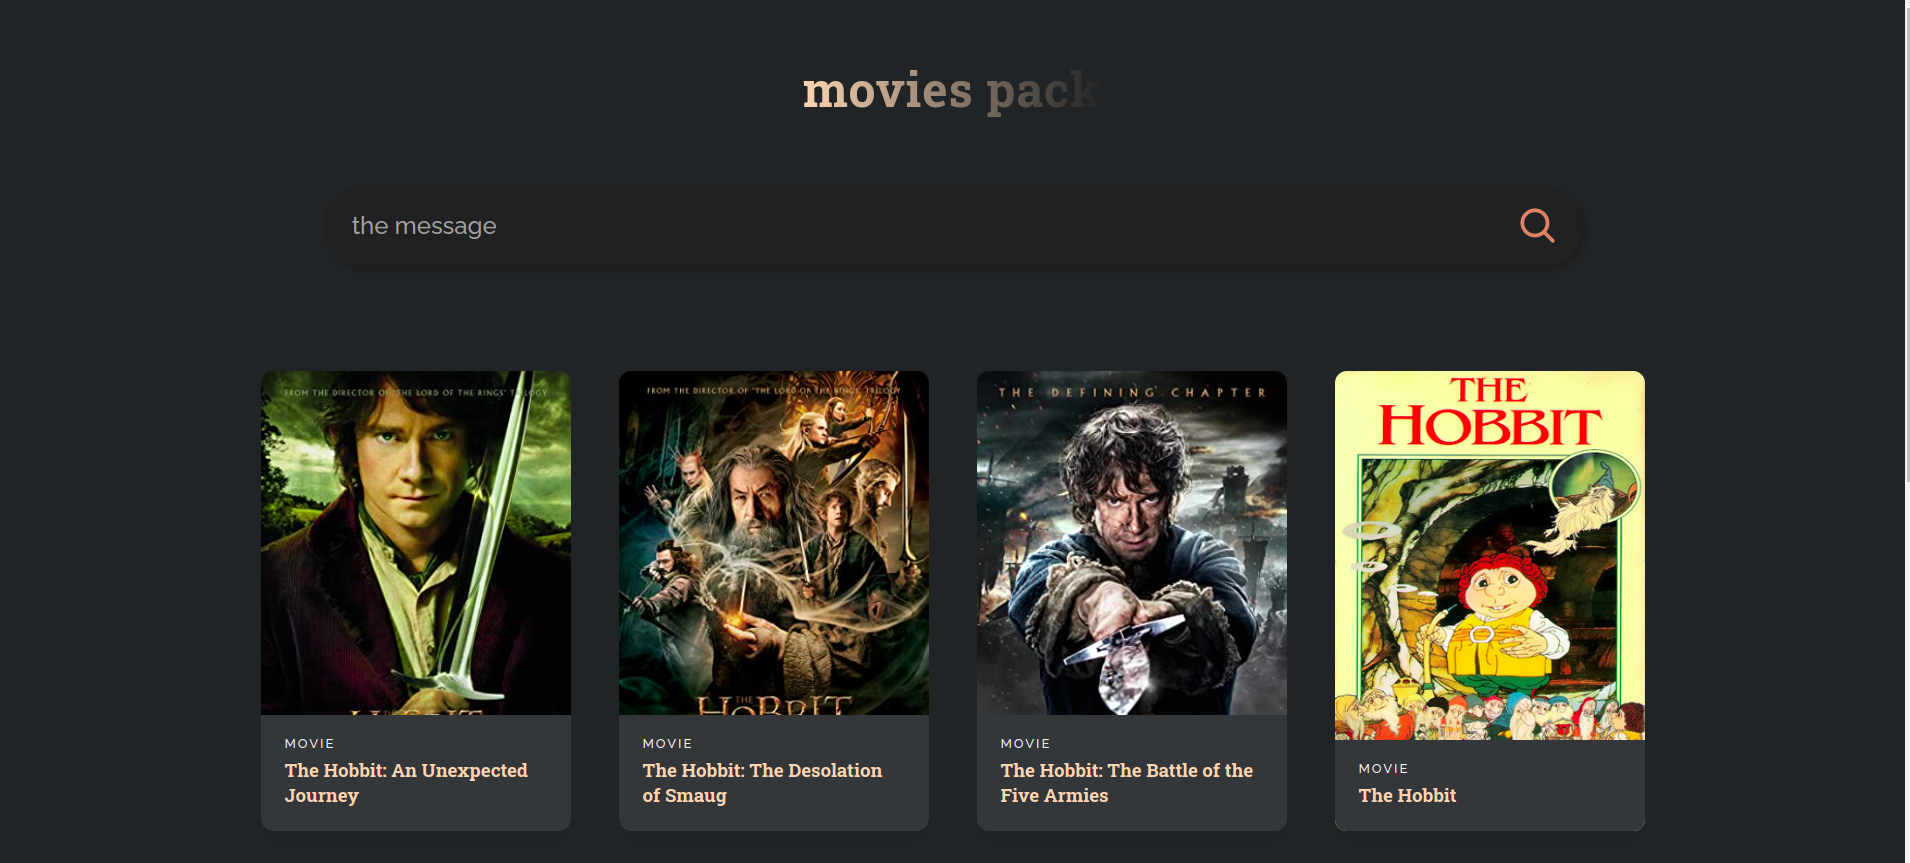 movies pack
the message
FROM THE DIRECTOR OF 'THE LORD OF THE RINGS' TRILOGY
FROM THE DIRECTOR OF 'THE LORD OF THE RINGS' TRILOGY
THE DEFINING CHAPTER
THE
HOBBIT
THE
HOBBIT
MOVIE
The Hobbit: An Unexpected
Journey
MOVIE
The Hobbit: The Desolation
of Smaug
MOVIE
The Hobbit: The Battle of the
Five Armies
MOVIE
The Hobbit